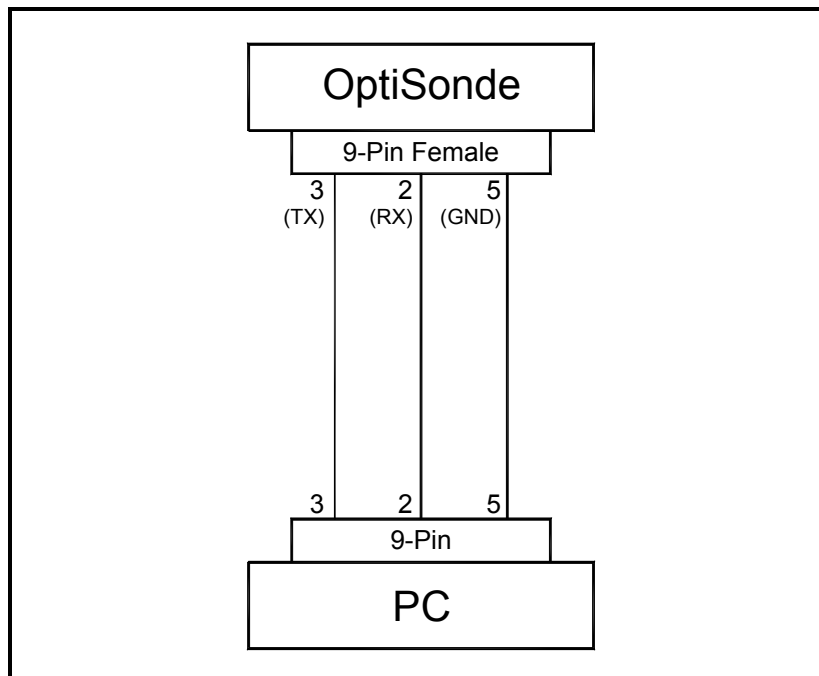 OptiSonde
9-Pin Female
3 2 5
(TX) (RX) (GND)
3 2 5
9-Pin
PC